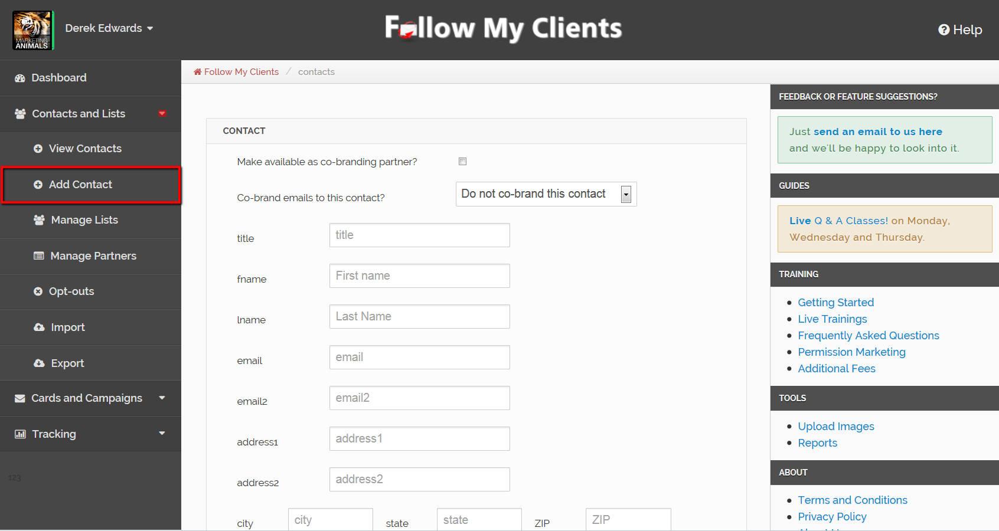 MARKETING
ANIMALS
Derek Edwards
Follow My Clients
Help
Dashboard
Contacts and Lists
View Contacts
Add Contact
Manage Lists
Manage Partners
Opt-outs
Import
Export
Cards and Campaigns
Tracking
123
Follow My Clients / contacts
CONTACT
Make available as co-branding partner?
Co-brand emails to this contact? Do not co-brand this contact
title title
fname First name
lname Last Name
email email
email2 email2
address1 address1
address2 address2
city city state state ZIP ZIP
FEEDBACK OR FEATURE SUGGESTIONS?
Just send an email to us here
and we'll be happy to look into it.
GUIDES
Live Q & A Classes! on Monday,
Wednesday and Thursday.
TRAINING
Getting Started
Live Trainings
Frequently Asked Questions
Permission Marketing
Additional Fees
TOOLS
Upload Images
Reports
ABOUT
Terms and Conditions
Privacy Policy